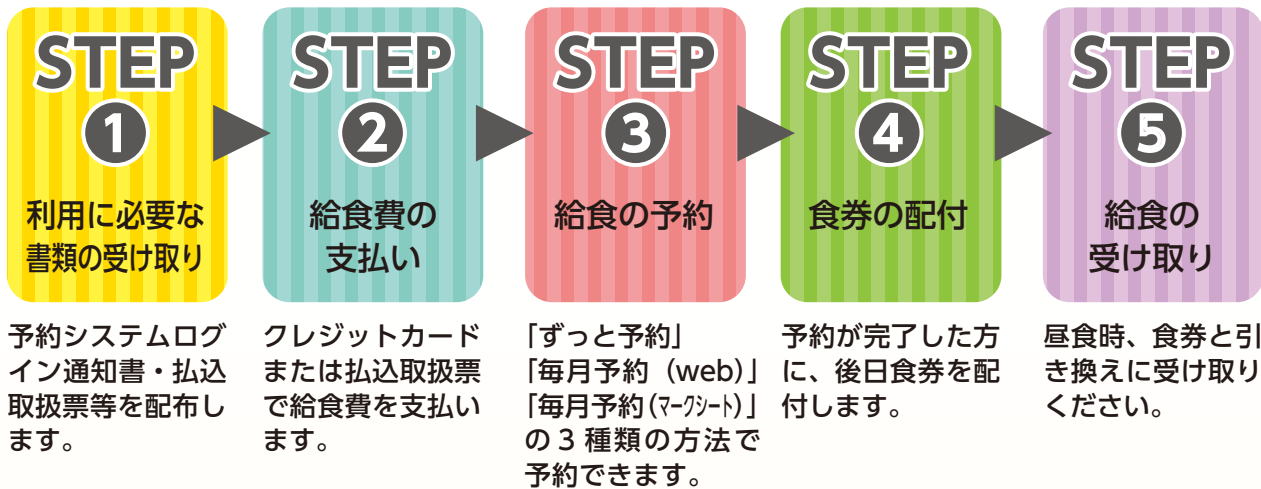 STEP
1
利用に必要な
書類の受け取り
予約システムログ
イン通知書・払込
取扱票等を配布し
ます。
STEP
2
給食費の
支払い
クレジットカード
または払込取扱票
で給食費を支払い
ます。
STEP
3
給食の予約
「ずっと予約」
「毎月予約（web）」
「毎月予約(マークシート)」
の3種類の方法で
予約できます。
STEP
4
食券の配付
予約が完了した方
に、後日食券を配
付します。
STEP
5
給食の
受け取り
昼食時、食券と引
き換えに受け取り
ください。